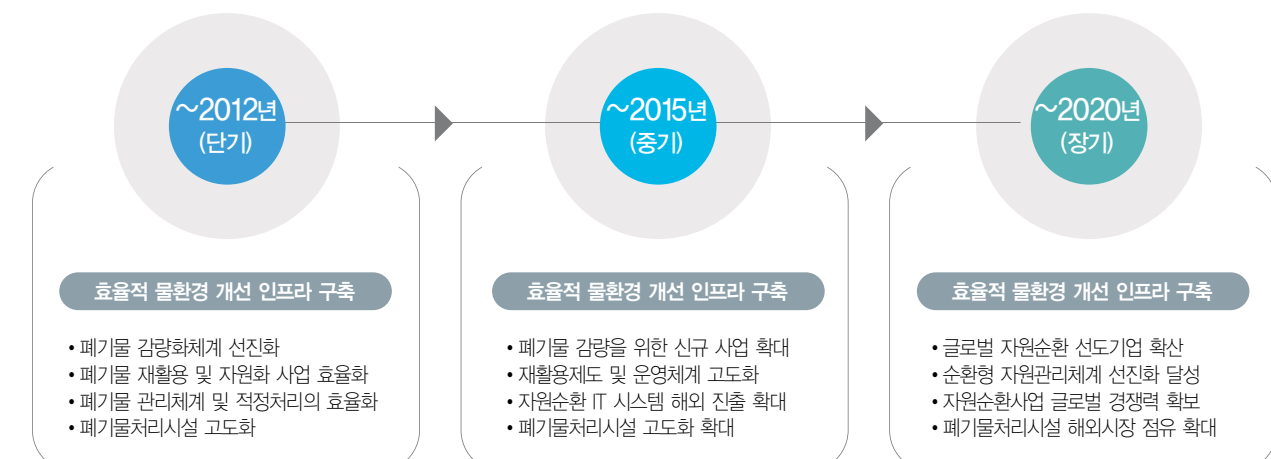 ~2012년
(단기)
~2015년
(중기)
~2020년
(장기)
효율적 물환경 개선 인프라 구축
• 폐기물 감량화체계 선진화
• 폐기물 재활용 및 자원화 사업 효율화
• 폐기물 관리체계 및 적정처리의 효율화
• 폐기물처리시설 고도화
효율적 물환경 개선 인프라 구축
• 폐기물 감량을 위한 신규 사업 확대
• 재활용제도 및 운영체계 고도화
• 자원순환 IT 시스템 해외 진출 확대
• 폐기물처리시설 고도화 확대
효율적 물환경 개선 인프라 구축
• 글로벌 자원순환 선도기업 확산
• 순환형 자원관리체계 선진화 달성
• 자원순환사업 글로벌 경쟁력 확보
• 폐기물처리시설 해외시장 점유 확대